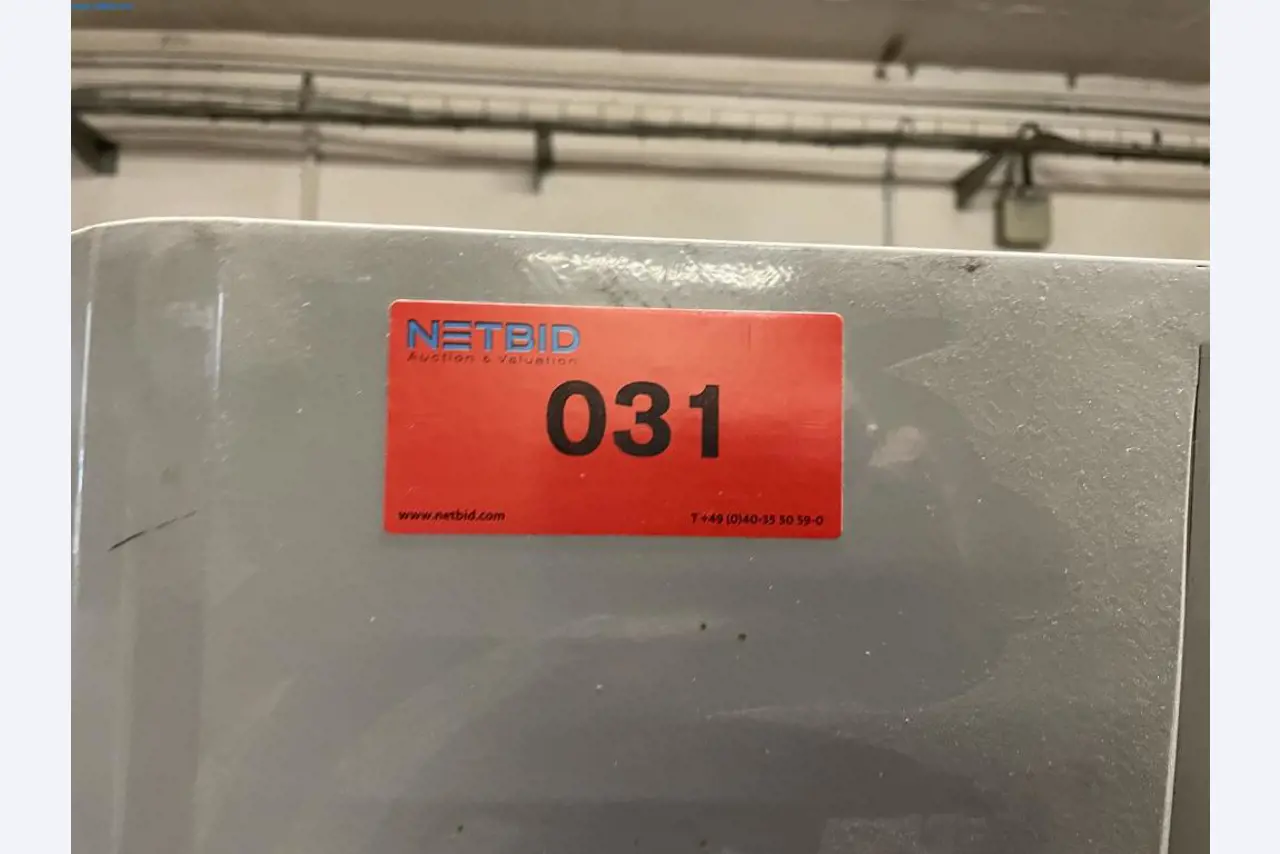 NETBID
Auction & Valuation
031
www.netbid.com
T +49 (0)40-35 50 59-0